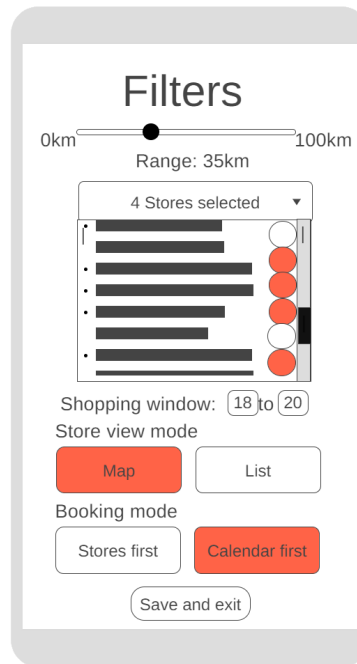 Filters
0km 100km
Range: 35km
4 Stores selected
Shopping window: 18 to 20
Store view mode
Map List
Booking mode
Stores first Calendar first
Save and exit